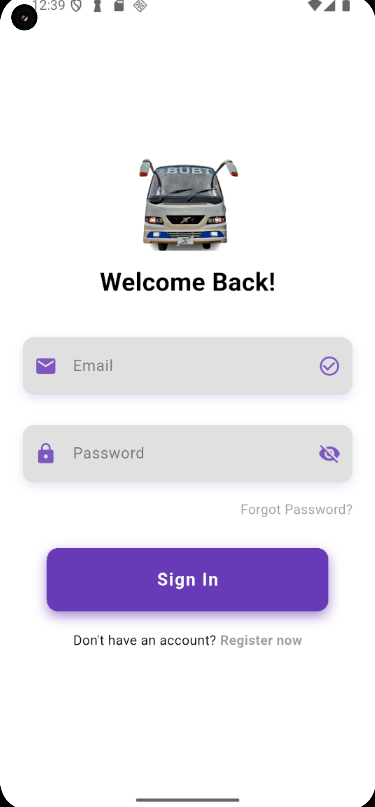 12:39
BUBT
Welcome Back!
Email
Password
Forgot Password?
Sign In
Don't have an account? Register now